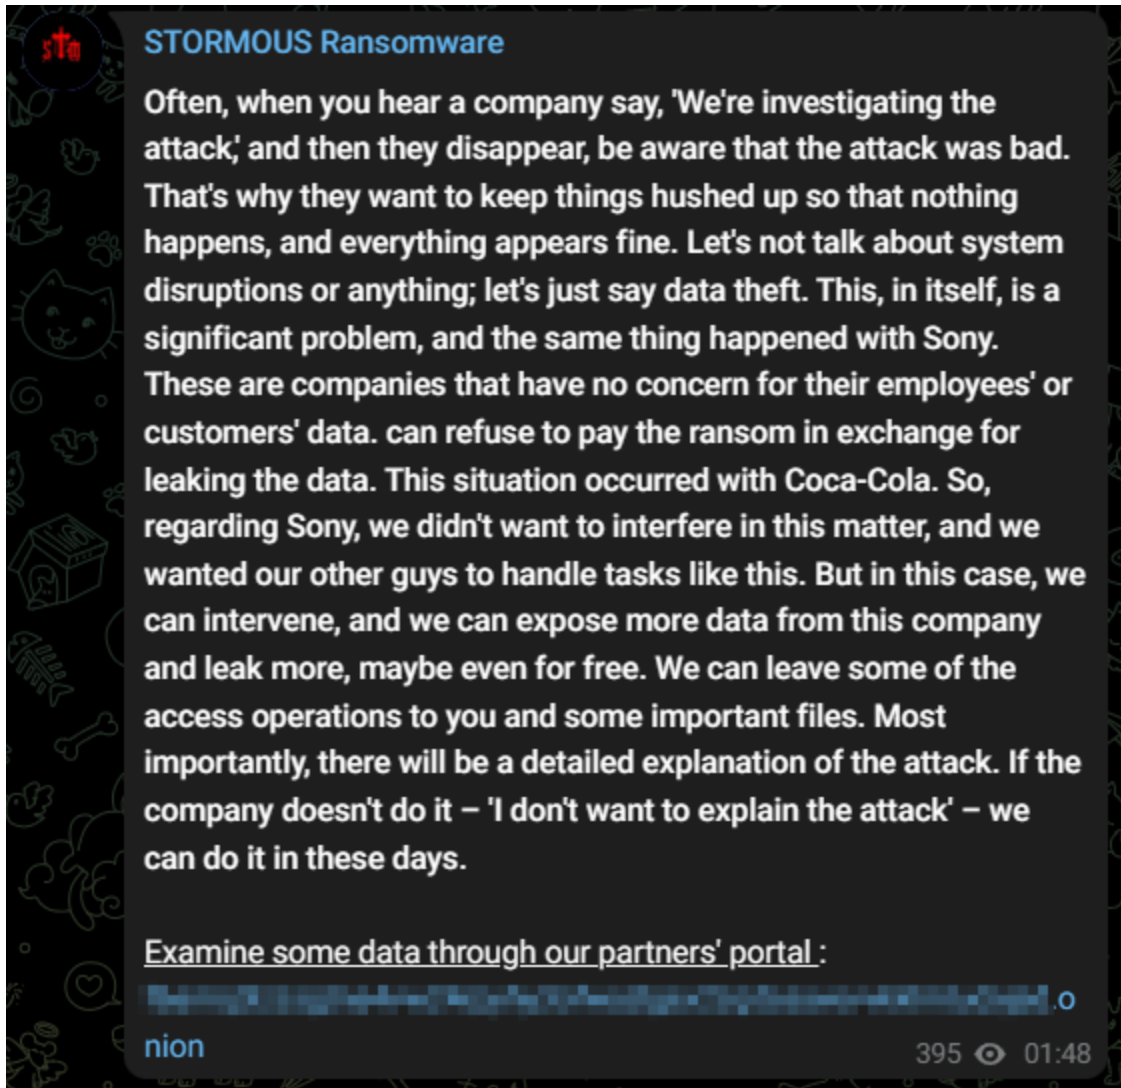 sTm
STORMOUS Ransomware
Often, when you hear a company say, 'We're investigating the
attack,' and then they disappear, be aware that the attack was bad.
That's why they want to keep things hushed up so that nothing
happens, and everything appears fine. Let's not talk about system
disruptions or anything; let's just say data theft. This, in itself, is a
significant problem, and the same thing happened with Sony.
These are companies that have no concern for their employees' or
customers' data. can refuse to pay the ransom in exchange for
leaking the data. This situation occurred with Coca-Cola. So,
regarding Sony, we didn't want to interfere in this matter, and we
wanted our other guys to handle tasks like this. But in this case, we
can intervene, and we can expose more data from this company
and leak more, maybe even for free. We can leave some of the
access operations to you and some important files. Most
importantly, there will be a detailed explanation of the attack. If the
company doesn't do it – 'I don't want to explain the attack' – we
can do it in these days.
Examine some data through our partners' portal :
.o
nion
395 01:48